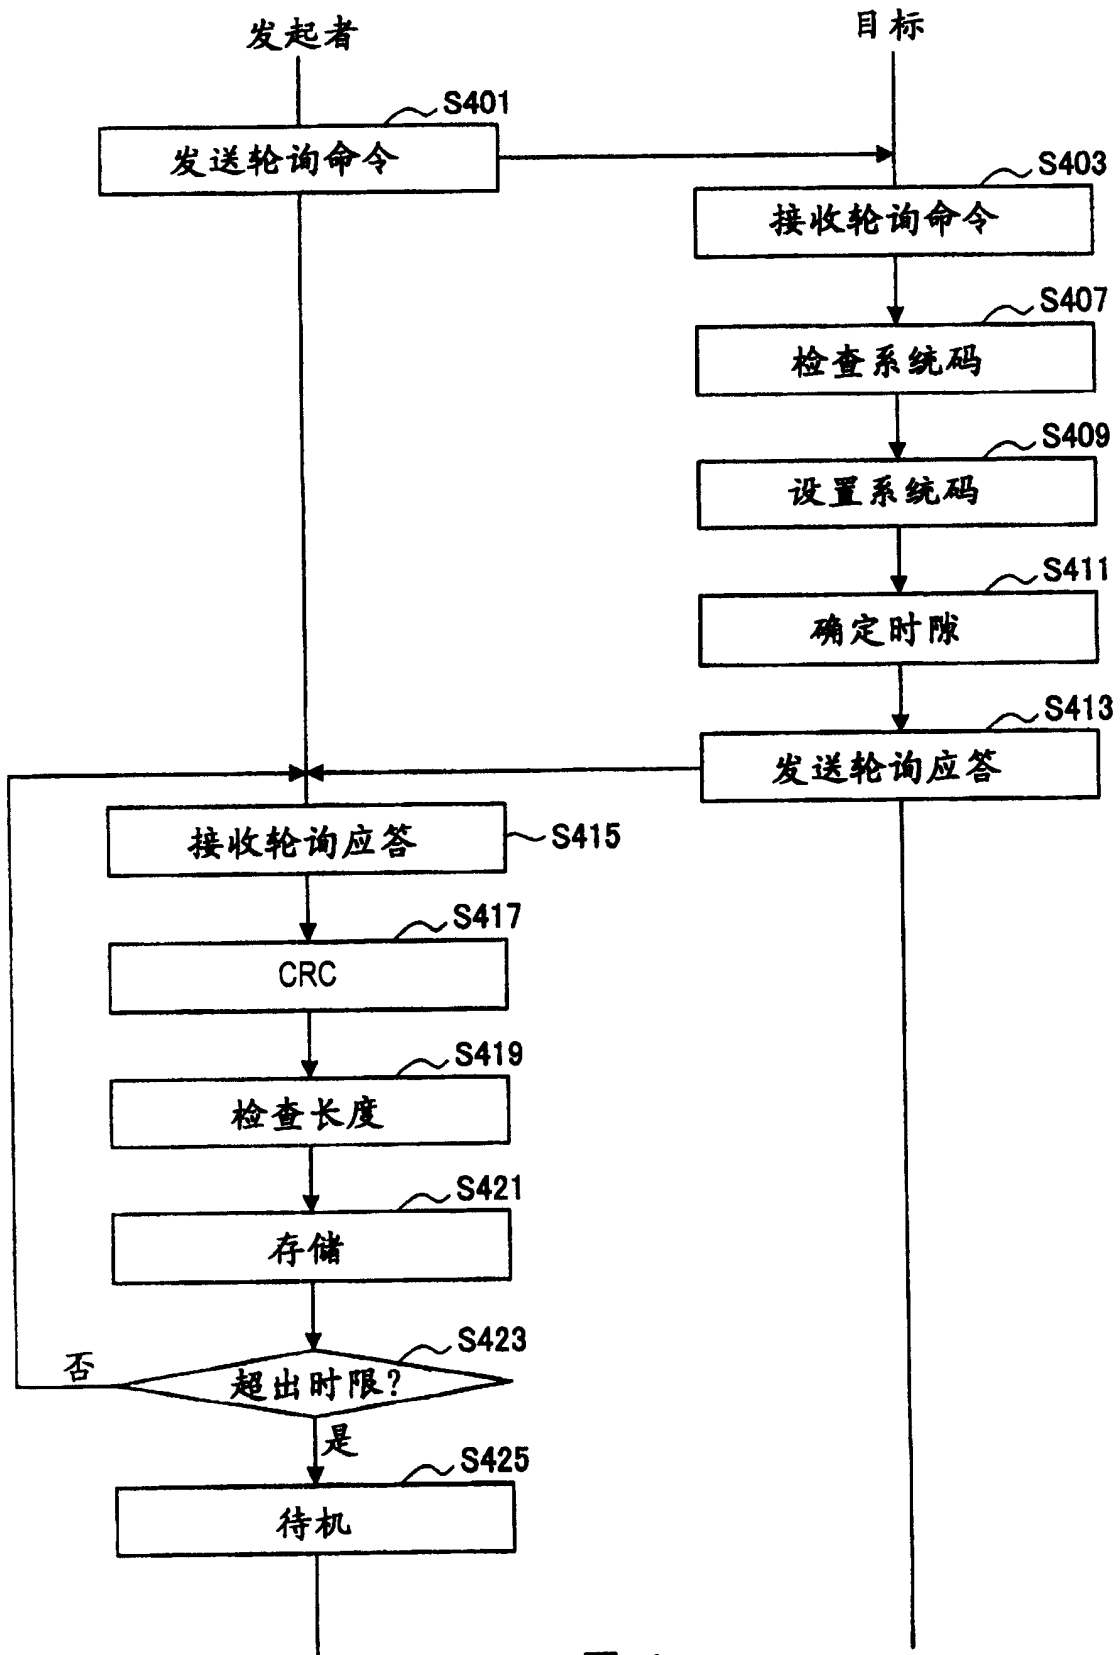 发起者
目标
S401
发送轮询命令
S403
接收轮询命令
S407
检查系统码
S409
设置系统码
S411
确定时隙
S413
发送轮询应答
接收轮询应答
S415
S417
CRC
S419
检查长度
S421
存储
S423
超出时限?
否
是
S425
待机